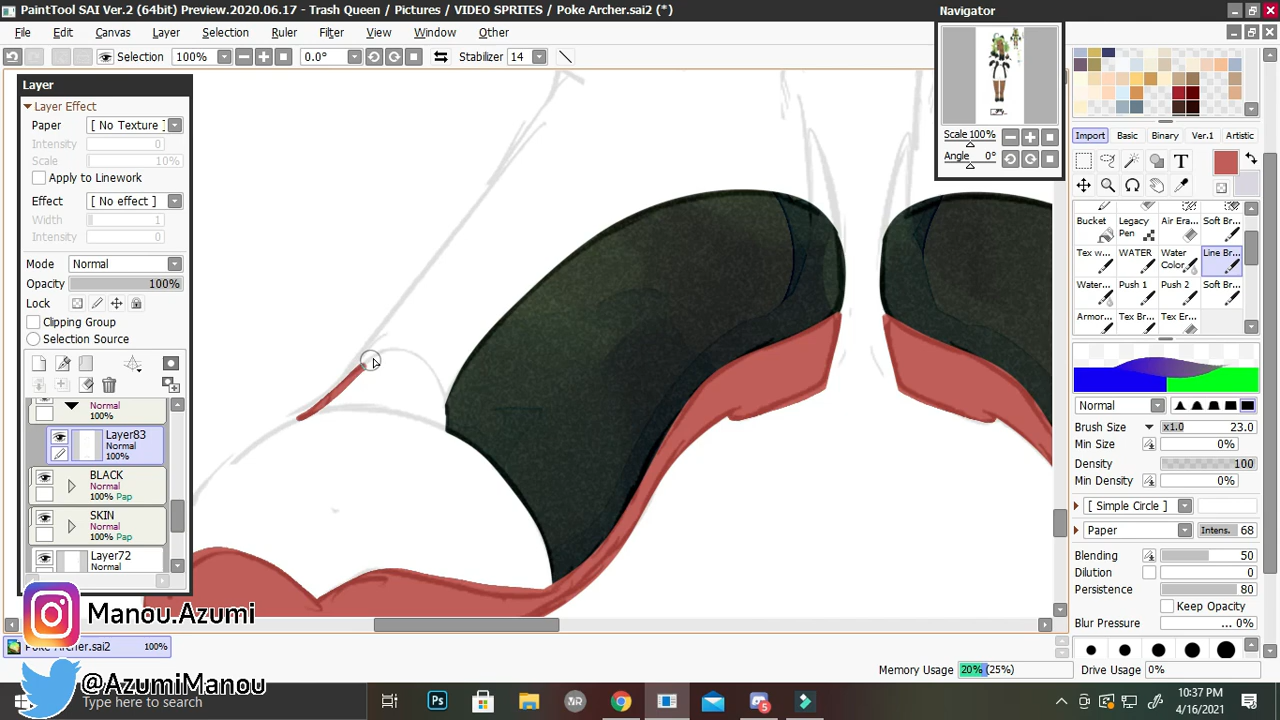 PaintTool SAI Ver.2 (64bit) Preview.2020.06.17 - Trash Queen / Pictures / VIDEO SPRITES / Poke Archer.sai2 (*)
File Edit Canvas Layer Selection Ruler Filter View Window Other
Selection 100% 0.0° Stabilizer 14
Navigator
Scale 100%
Angle 0°
Layer
Layer Effect
Paper [ No Texture ]
Intensity 0
Scale 10%
Apply to Linework
Effect [ No effect ]
Width 1
Intensity 0
Mode Normal
Opacity 100%
Lock
Clipping Group
Selection Source
Normal
100%
Layer83
Normal
100%
BLACK
Normal
100% Pap
SKIN
Normal
100% Pap
Layer72
Normal
Import Basic Binary Ver.1 Artistic
T
Bucket Legacy Pen Air Era... Soft Br...
Tex w... WATER Water Color... Line Br...
Water... Push 1 Push 2 Soft Br...
Armor... Tex Br... Tex Er...
Normal
Brush Size x1.0 23.0
Min Size 0%
Density 100
Min Density 0%
[ Simple Circle ]
Paper Intens. 68
Blending 50
Dilution 0
Persistence 80
Keep Opacity
Blur Pressure ... 0%
Manou.Azumi
Poke Archer.sai2 100%
Memory Usage 20% (25%) Drive Usage 0%
@AzumiManou
Type here to search
Ps
5
10:37 PM
4/16/2021